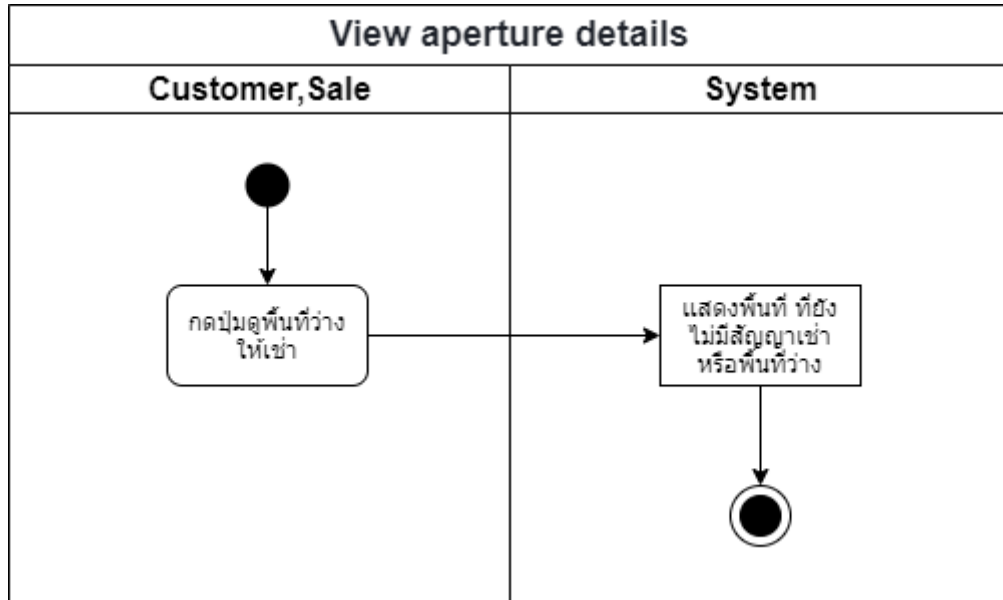 View aperture details
Customer,Sale
System
กดปุ่มดูพื้นที่ว่าง
ให้เช่า
แสดงพื้นที่ ที่ยัง
ไม่มีสัญญาเช่า
หรือพื้นที่ว่าง